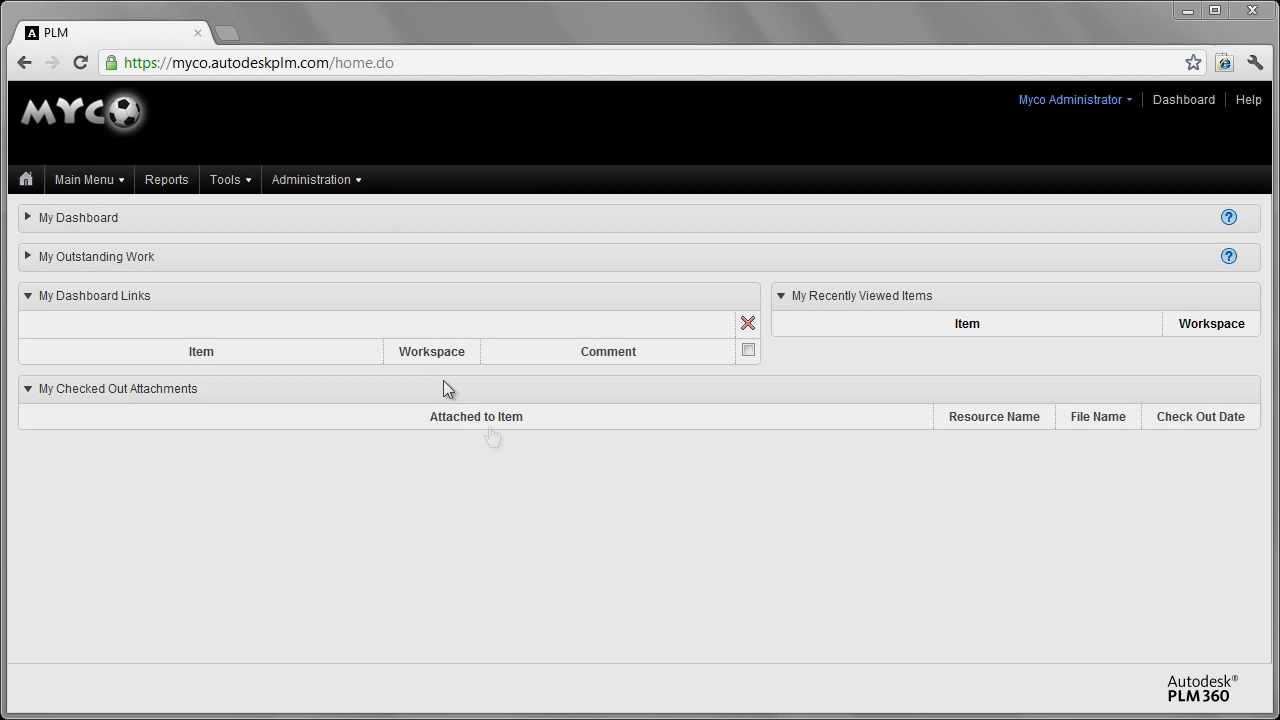 PLM
https://myco.autodeskplm.com/home.do
MYCO
Myco Administrator Dashboard Help
Main Menu Reports Tools Administration
My Dashboard
My Outstanding Work
My Dashboard Links My Recently Viewed Items
Item Workspace
Item Workspace Comment
My Checked Out Attachments
Attached to Item Resource Name File Name Check Out Date
Autodesk®
PLM360